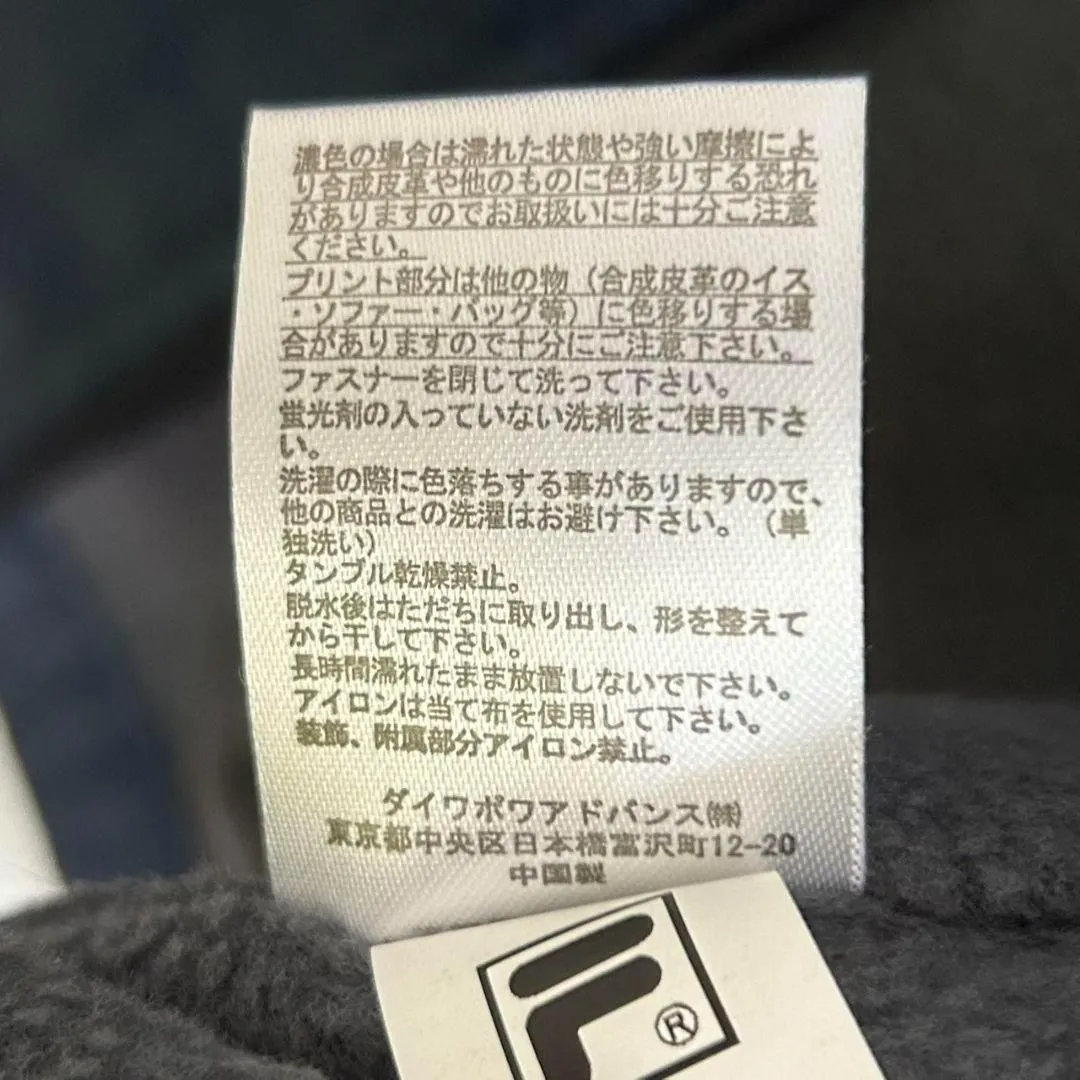 濃色の場合は濡れた状態や強い摩擦によ
り合成皮革や他のものに色移りする恐れ
がありますのでお取扱いには十分ご注意
ください。
プリント部分は他の物（合成皮革のイス
・ソファー・バッグ等）に色移りする場
合がありますので十分にご注意下さい。
ファスナーを閉じて洗って下さい。
蛍光剤の入っていない洗剤をご使用下さ
い。
洗濯の際に色落ちする事がありますので、
他の商品との洗濯はお避け下さい。（単
独洗い）
タンブル乾燥禁止。
脱水後はただちに取り出し、形を整えて
から干して下さい。
長時間濡れたまま放置しないで下さい。
アイロンは当て布を使用して下さい。
装飾、附属部分アイロン禁止。
ダイワボウアドバンス㈱
東京都中央区日本橋富沢町12-20
中国製
F
®